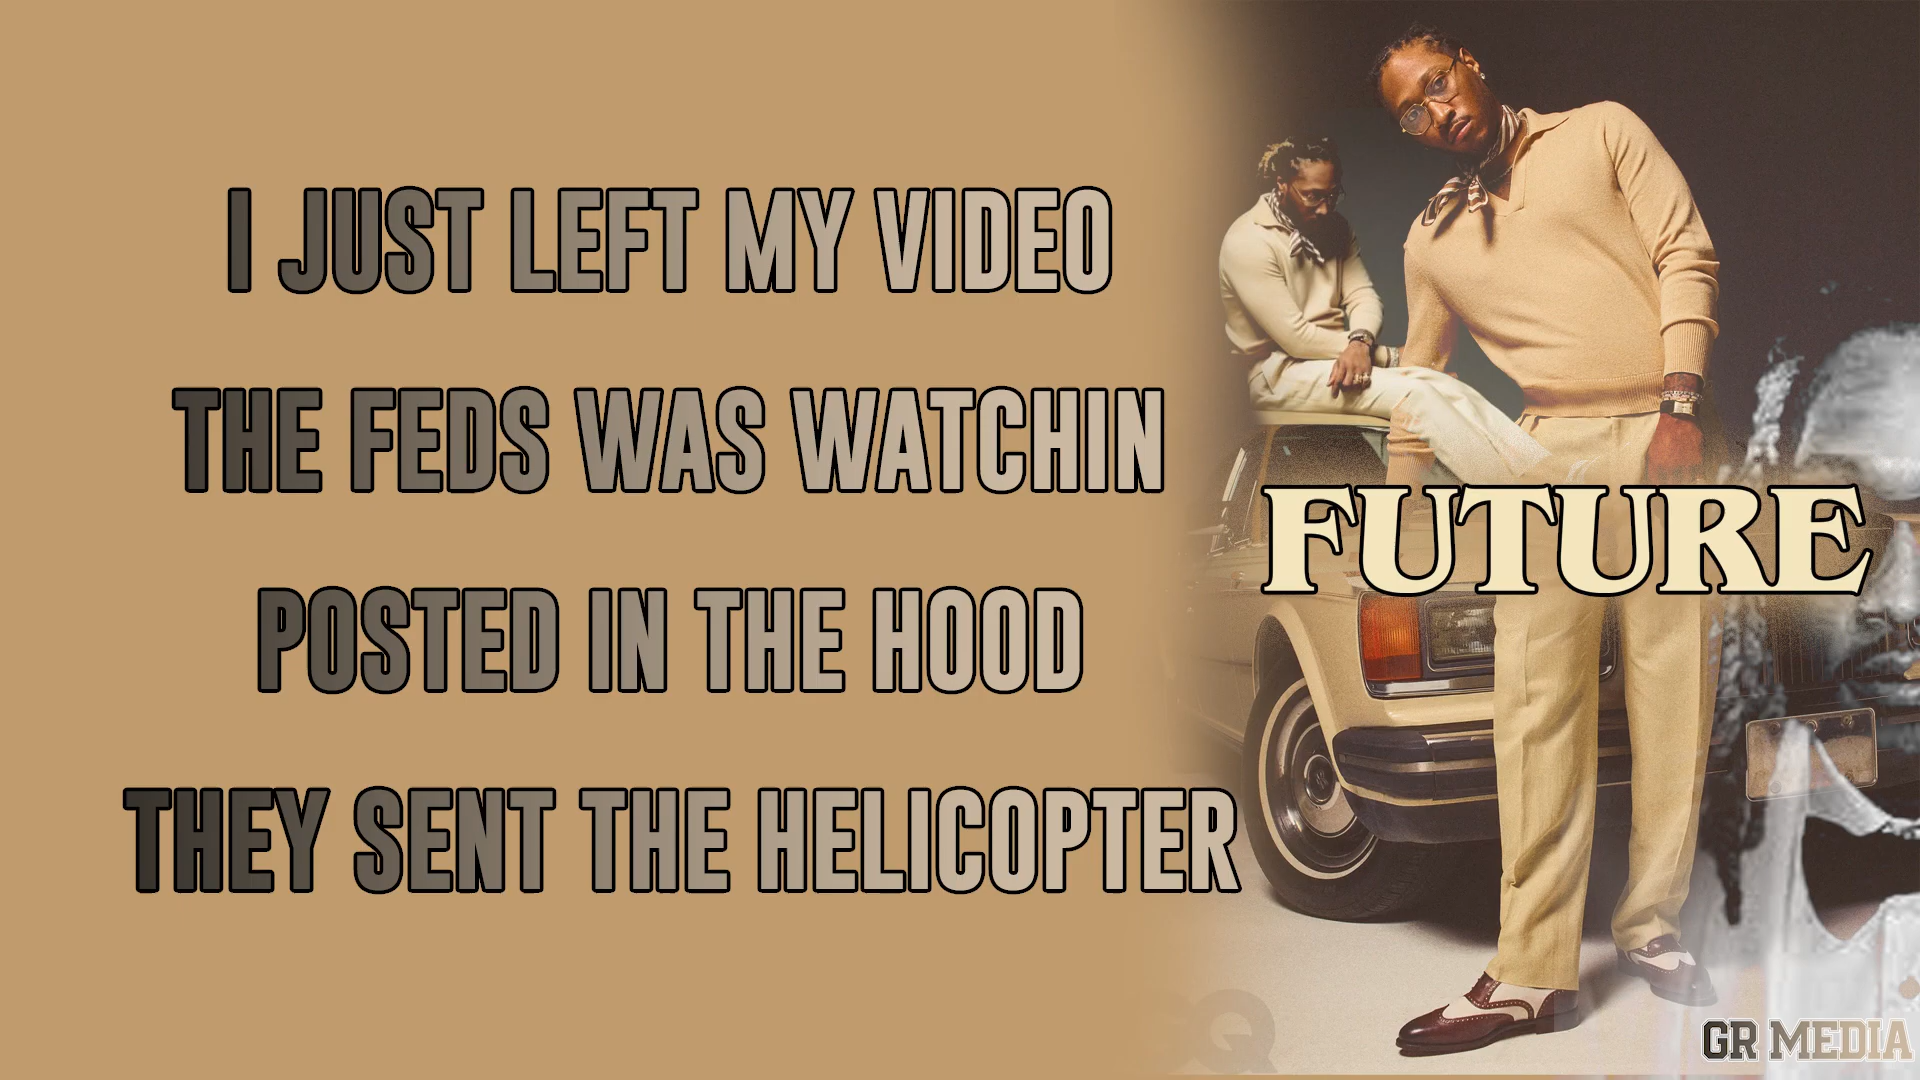 I JUST LEFT MY VIDEO
THE FEDS WAS WATCHIN
POSTED IN THE HOOD
THEY SENT THE HELICOPTER
FUTURE
GQ
GR MEDIA